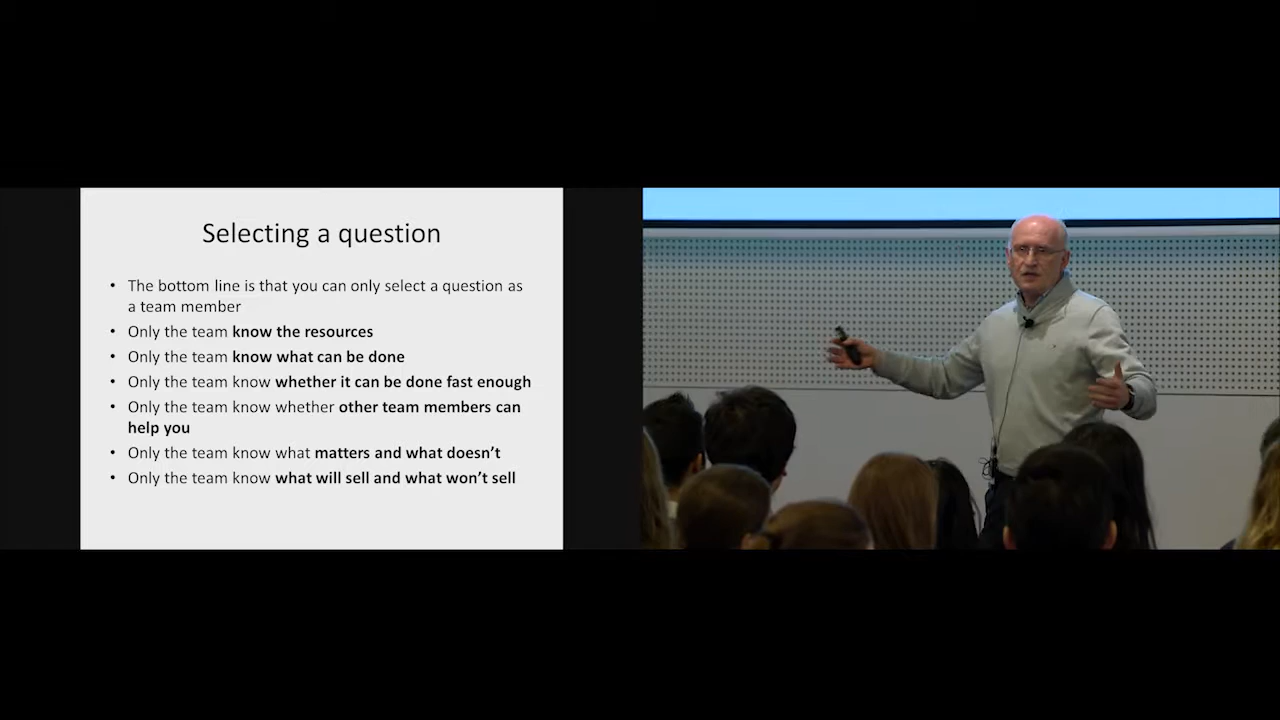 Selecting a question
• The bottom line is that you can only select a question as
a team member
• Only the team know the resources
• Only the team know what can be done
• Only the team know whether it can be done fast enough
• Only the team know whether other team members can
help you
• Only the team know what matters and what doesn't
• Only the team know what will sell and what won't sell